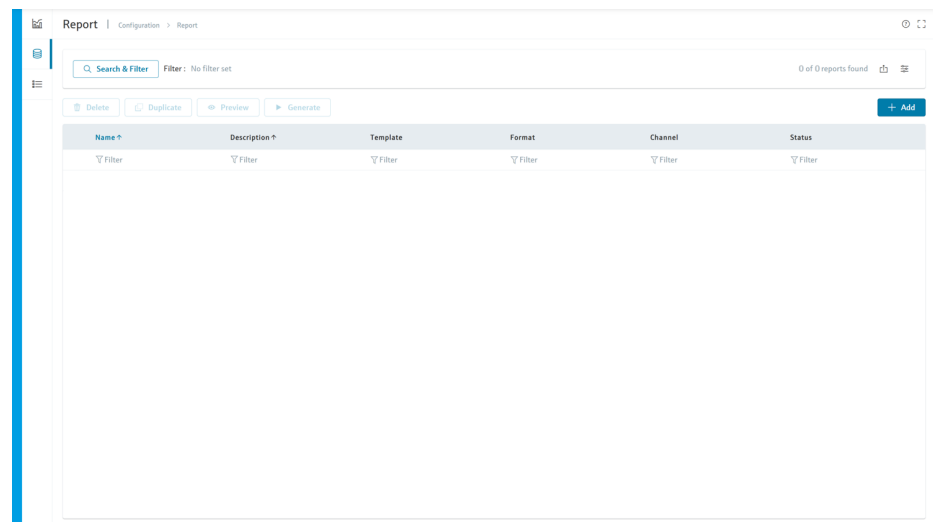 Report | Configuration > Report
Search & Filter Filter : No filter set 0 of 0 reports found
Delete Duplicate Preview Generate + Add
Name ↑ Description ↑ Template Format Channel Status
Filter Filter Filter Filter Filter Filter